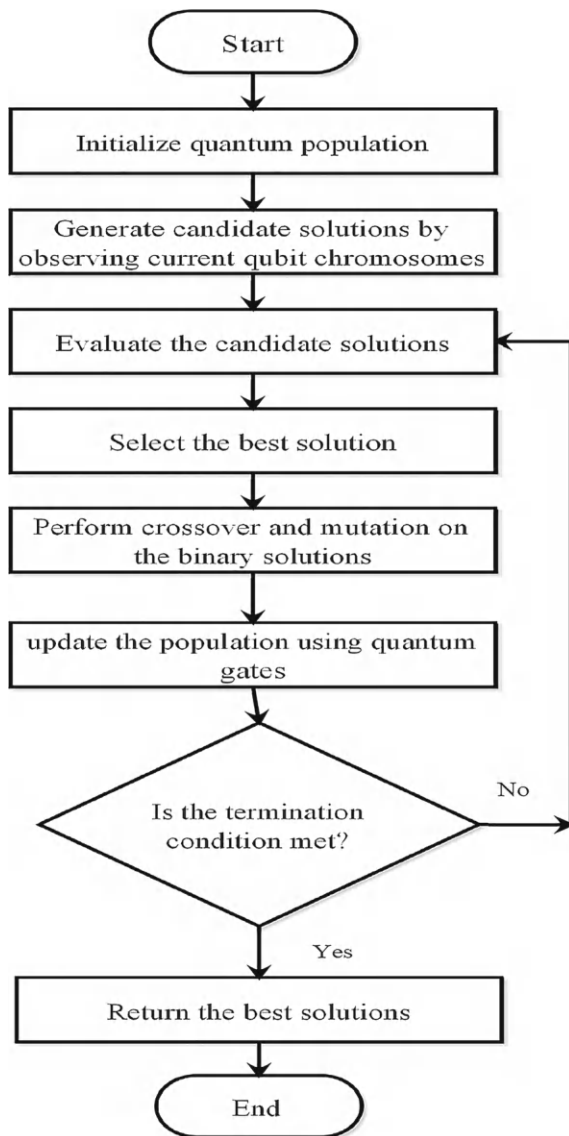 Start
Initialize quantum population
Generate candidate solutions by
observing current qubit chromosomes
Evaluate the candidate solutions
Select the best solution
Perform crossover and mutation on
the binary solutions
update the population using quantum
gates
Is the termination
condition met?
No
Yes
Return the best solutions
End